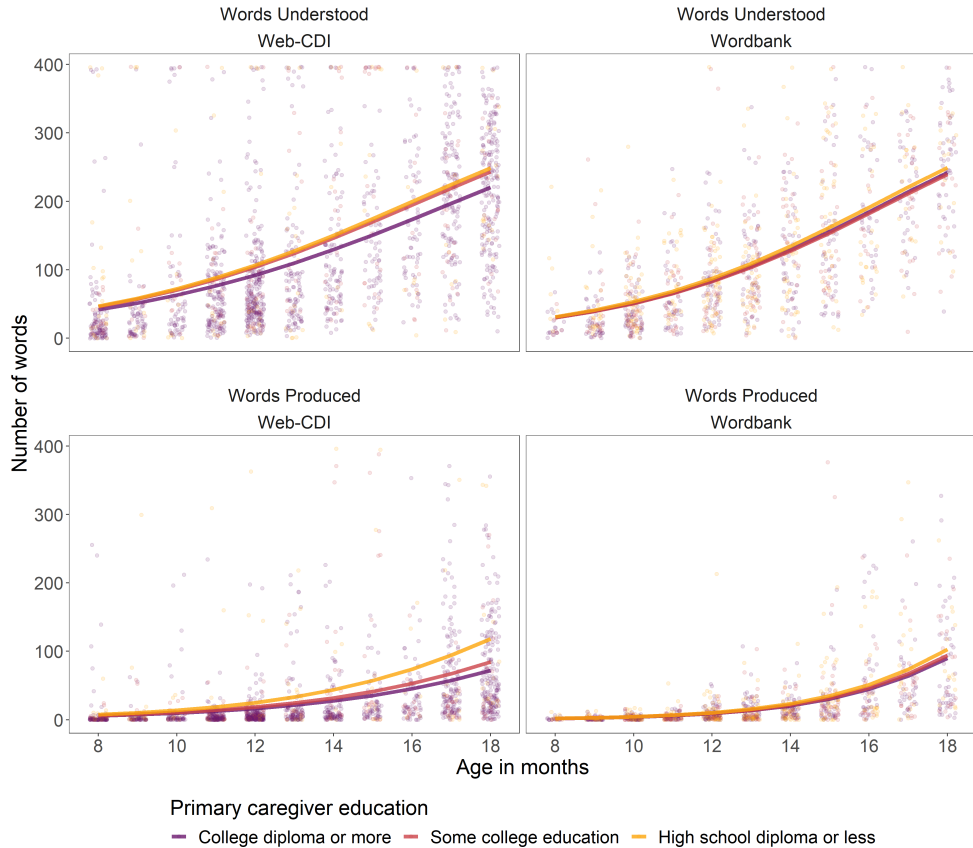 Words Understood
Words Understood
Web-CDI
Wordbank
400
300
200
100
0
Number of words
Words Produced
Words Produced
Web-CDI
Wordbank
400
300
200
100
0
8 10 12 14 16 18
8 10 12 14 16 18
Age in months
Primary caregiver education
College diploma or more
Some college education
High school diploma or less